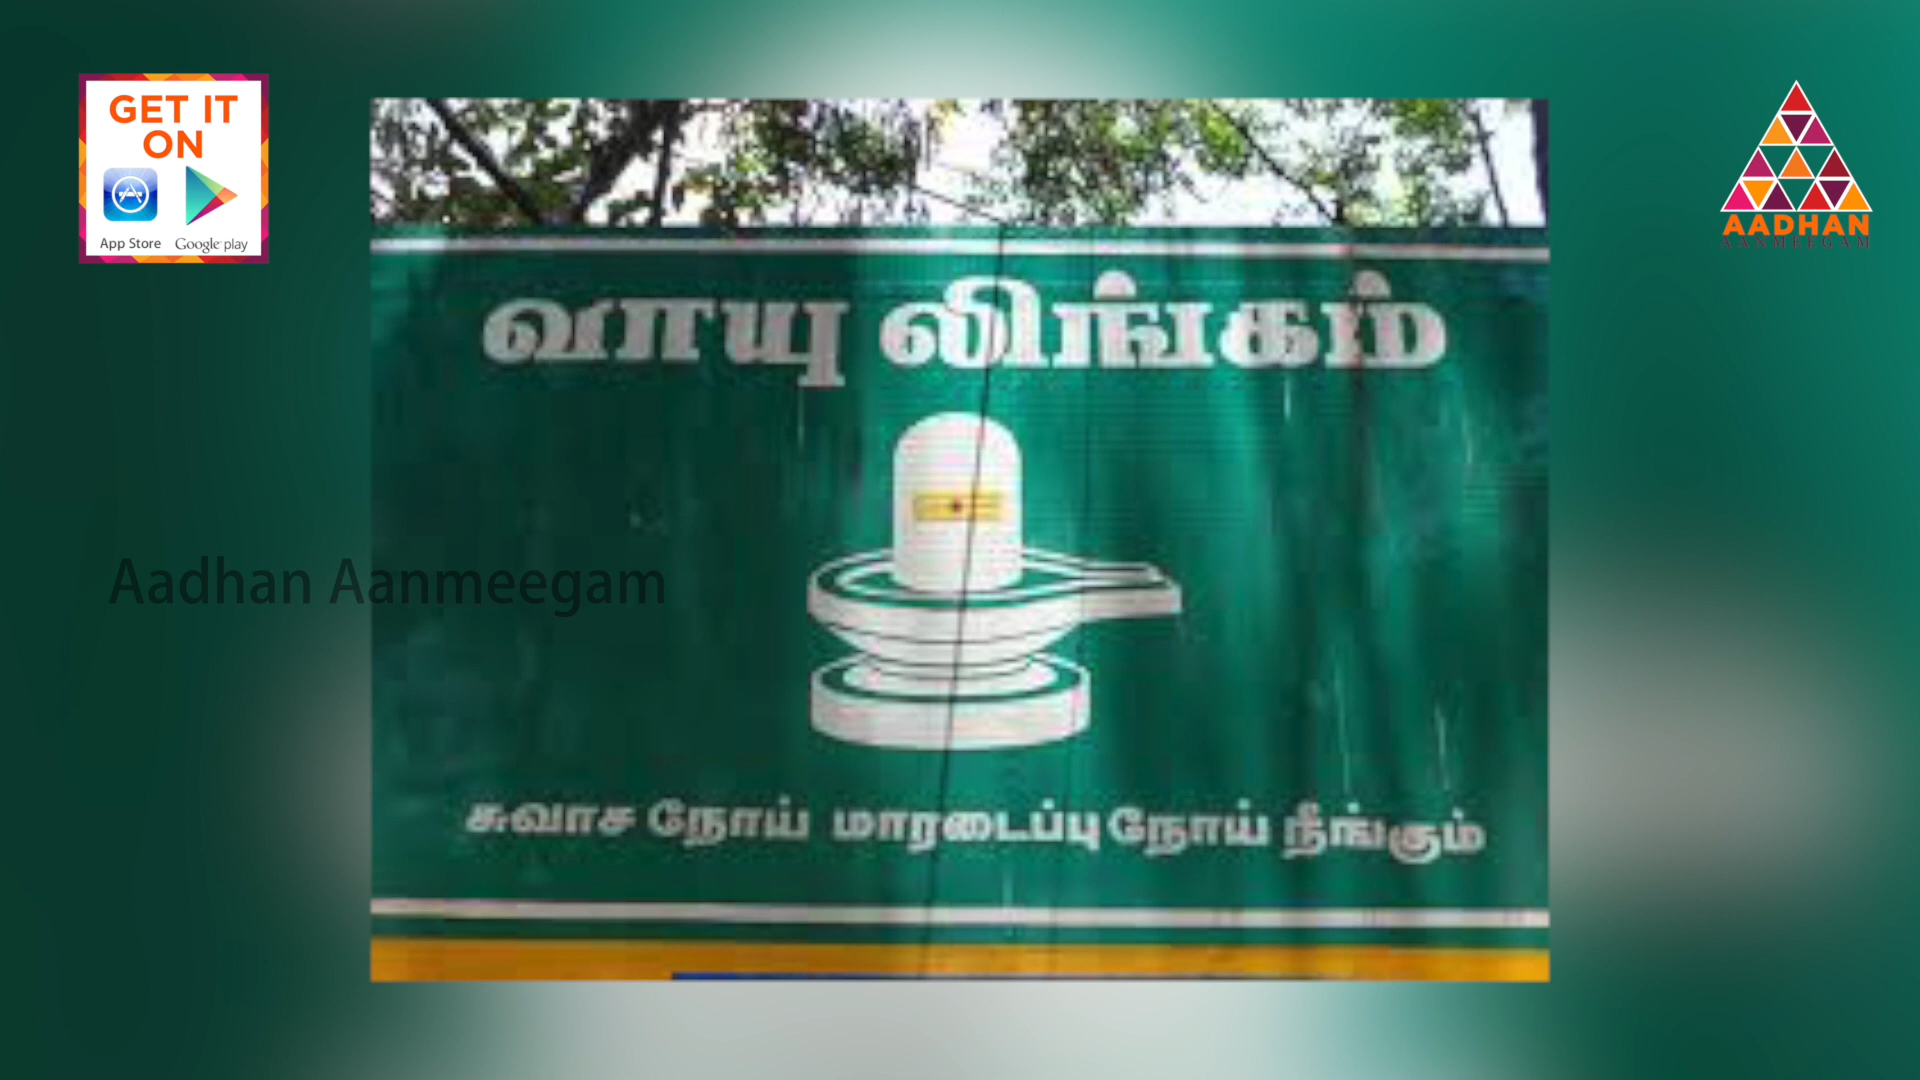 GET IT
ON
App Store Google play
AADHAN
AANMEEGAM
வாயு லிங்கம்
Aadhan Aanmeegam
சுவாச நோய் மாரடைப்பு நோய் நீங்கும்